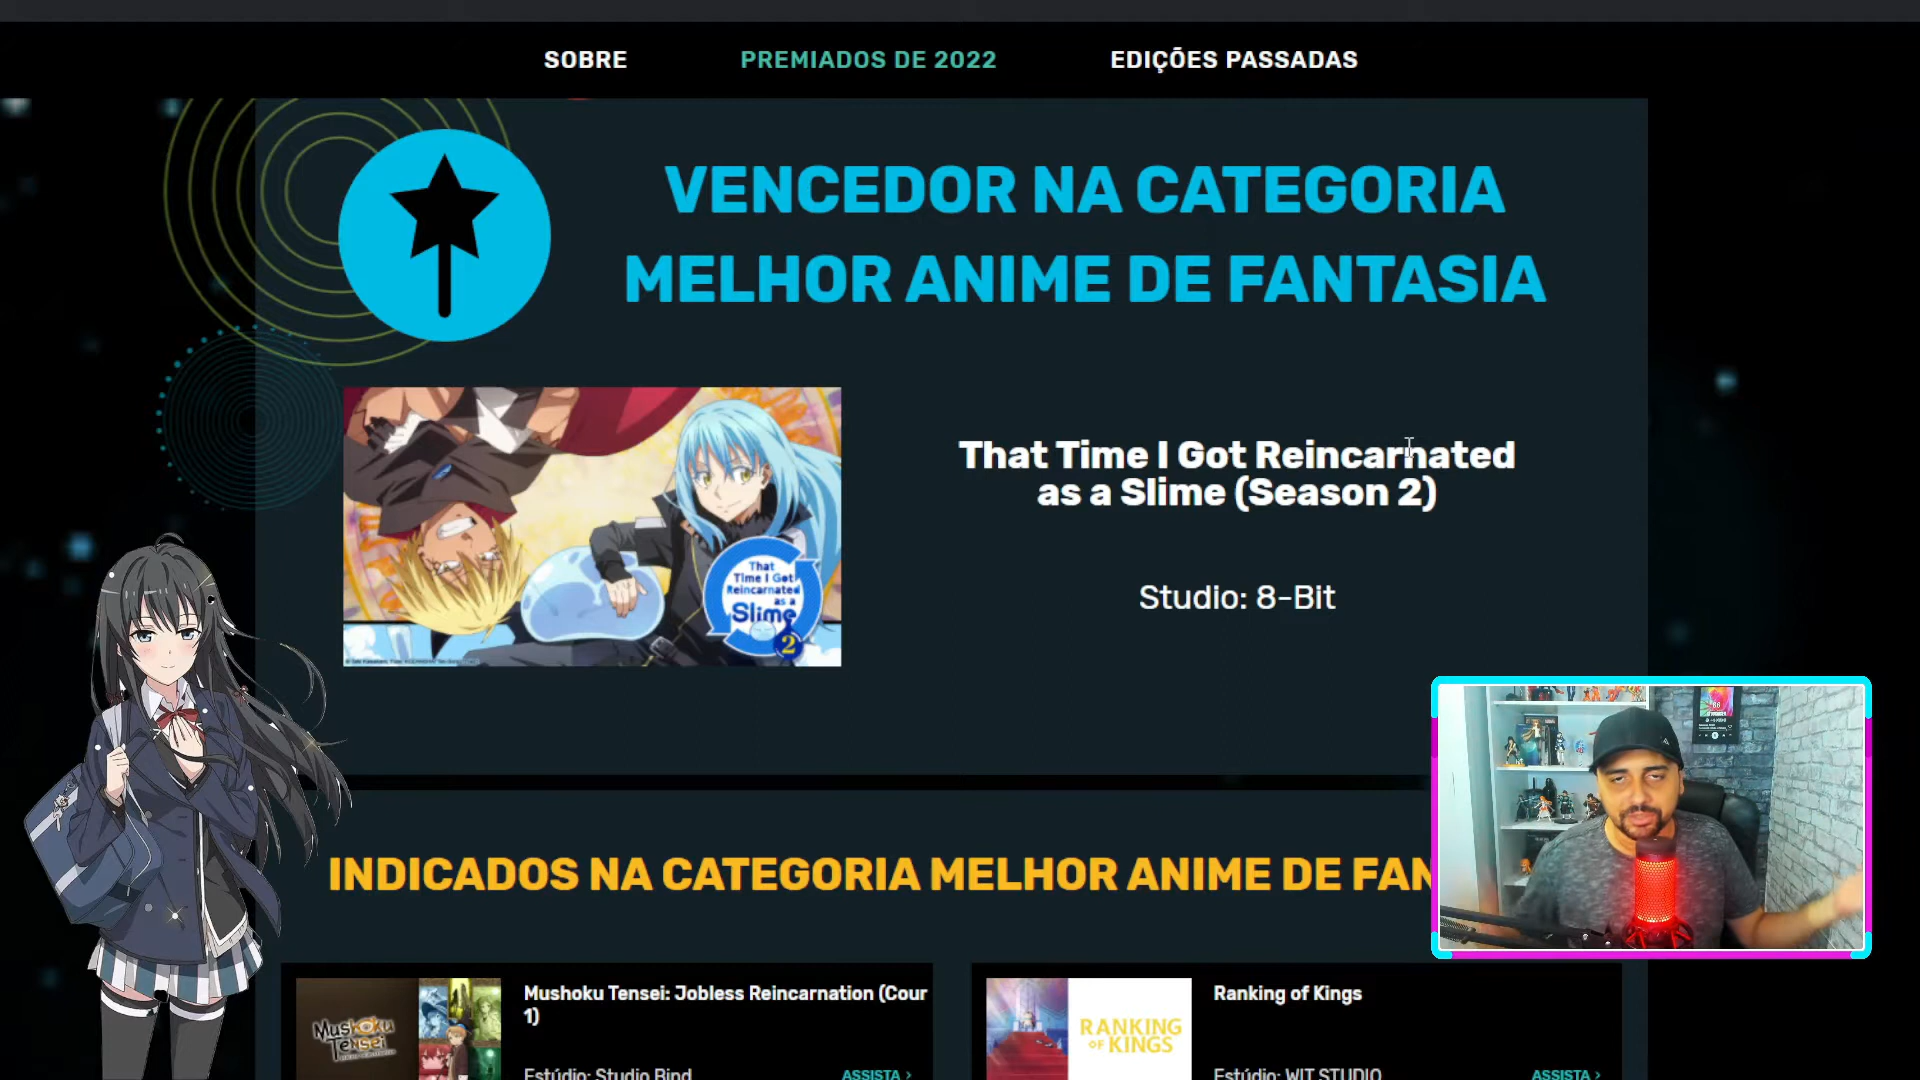 SOBRE
PREMIADOS DE 2022
EDIÇÕES PASSADAS
VENCEDOR NA CATEGORIA
MELHOR ANIME DE FANTASIA
That Time I Got Reincarnated
as a Slime (Season 2)
Studio: 8-Bit
That
Time I Got
Reincarnated
as a
Slime
2
INDICADOS NA CATEGORIA MELHOR ANIME DE FAN
Mushoku Tensei: Jobless Reincarnation (Cour
1)
Estúdio: Studio Bind
ASSISTA >
Mushoku
Tensei
Ranking of Kings
Estúdio: WIT STUDIO
ASSISTA >
RANKING
OF KINGS